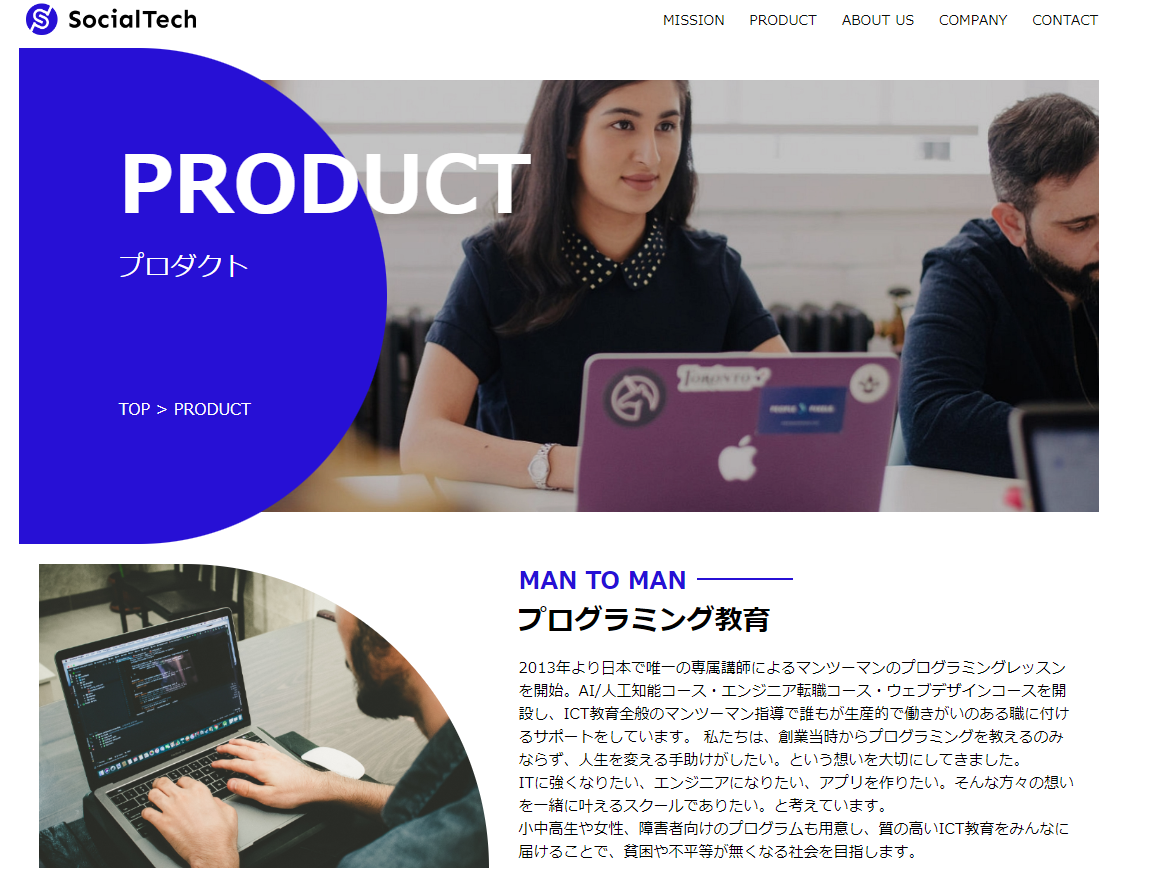 SocialTech
MISSION PRODUCT ABOUT US COMPANY CONTACT
PRODUCT
プロダクト
TOP > PRODUCT
TORONTO
MAN TO MAN
プログラミング教育
2013年より日本で唯一の専属講師によるマンツーマンのプログラミングレッスン
を開始。AI/人工知能コース・エンジニア転職コース・ウェブデザインコースを開
設し、ICT教育全般のマンツーマン指導で誰もが生産的で働きがいのある職に付け
るサポートをしています。 私たちは、創業当時からプログラミングを教えるのみ
ならず、人生を変える手助けがしたい。という想いを大切にしてきました。
ITに強くなりたい、エンジニアになりたい、アプリを作りたい。そんな方々の想い
を一緒に叶えるスクールでありたい。と考えています。
小中高生や女性、障害者向けのプログラムも用意し、質の高いICT教育をみんなに
届けることで、貧困や不平等が無くなる社会を目指します。